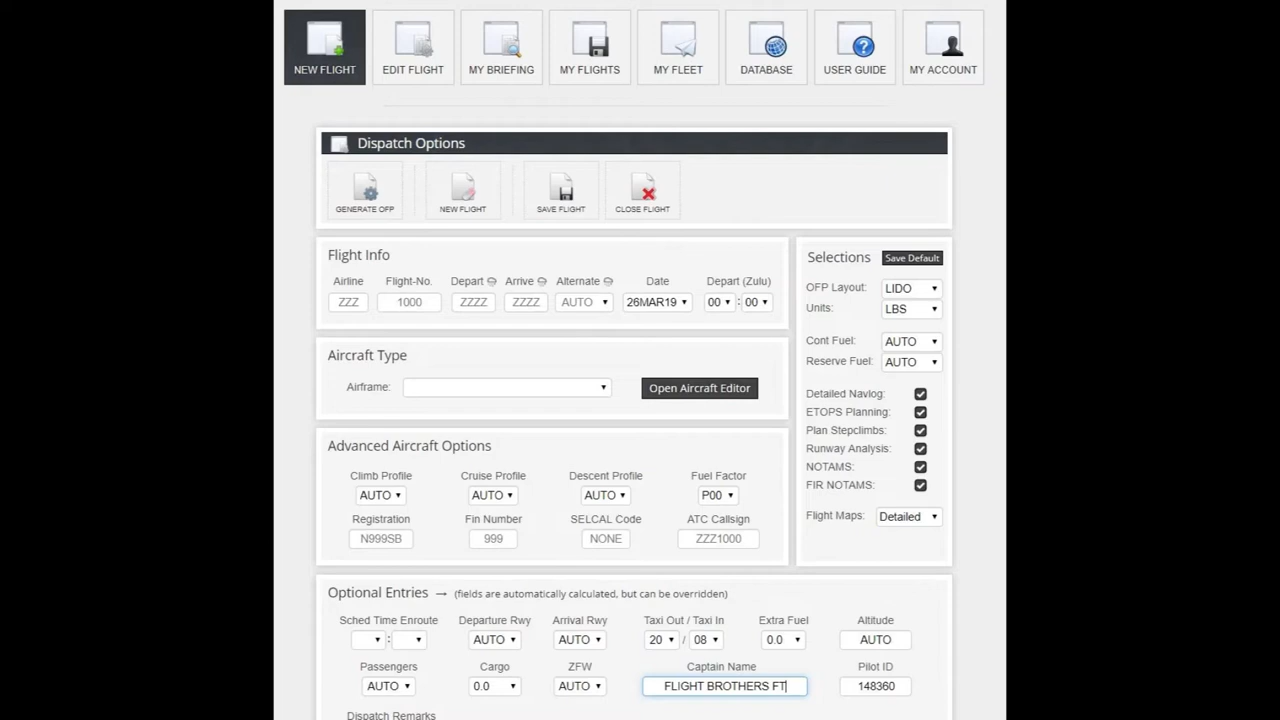 NEW FLIGHT EDIT FLIGHT MY BRIEFING MY FLIGHTS MY FLEET DATABASE USER GUIDE MY ACCOUNT
Dispatch Options
GENERATE OFP NEW FLIGHT SAVE FLIGHT CLOSE FLIGHT
Flight Info
Airline Flight-No. Depart Arrive Alternate Date Depart (Zulu)
ZZZ 1000 ZZZZ ZZZZ AUTO 26MAR19 00 : 00
Aircraft Type
Airframe: Open Aircraft Editor
Advanced Aircraft Options
Climb Profile Cruise Profile Descent Profile Fuel Factor
AUTO AUTO AUTO P00
Registration Fin Number SELCAL Code ATC Callsign
N999SB 999 NONE ZZZ1000
Selections Save Default
OFP Layout: LIDO
Units: LBS
Cont Fuel: AUTO
Reserve Fuel: AUTO
Detailed Navlog:
ETOPS Planning:
Plan Stepclimbs:
Runway Analysis:
NOTAMS:
FIR NOTAMS:
Flight Maps: Detailed
Optional Entries → (fields are automatically calculated, but can be overridden)
Sched Time Enroute Departure Rwy Arrival Rwy Taxi Out / Taxi In Extra Fuel Altitude
: AUTO AUTO 20 / 08 0.0 AUTO
Passengers Cargo ZFW Captain Name Pilot ID
AUTO 0.0 AUTO FLIGHT BROTHERS FT 148360
Dispatch Remarks